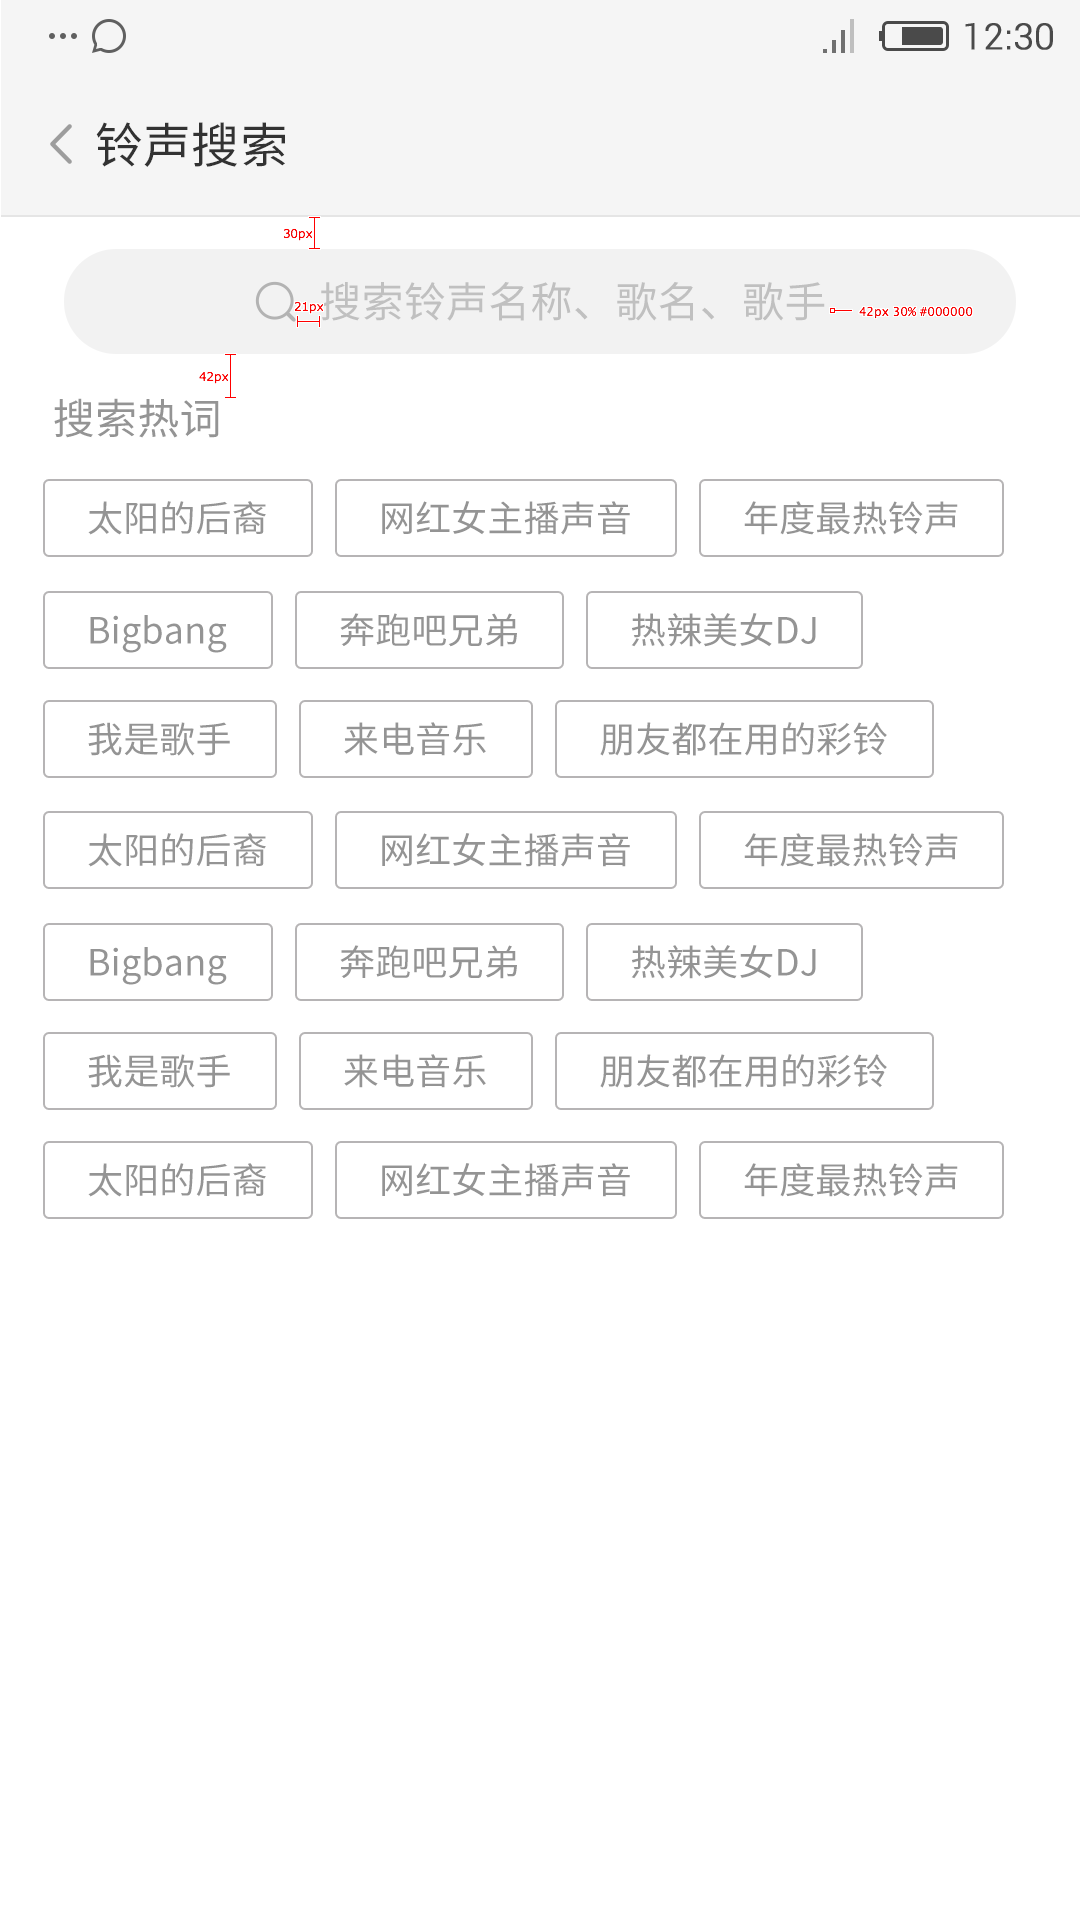 12:30
铃声搜索
30px
搜索铃声名称、歌名、歌手
21px
42px 30% #000000
42px
搜索热词
太阳的后裔 网红女主播声音 年度最热铃声
Bigbang 奔跑吧兄弟 热辣美女DJ
我是歌手 来电音乐 朋友都在用的彩铃
太阳的后裔 网红女主播声音 年度最热铃声
Bigbang 奔跑吧兄弟 热辣美女DJ
我是歌手 来电音乐 朋友都在用的彩铃
太阳的后裔 网红女主播声音 年度最热铃声